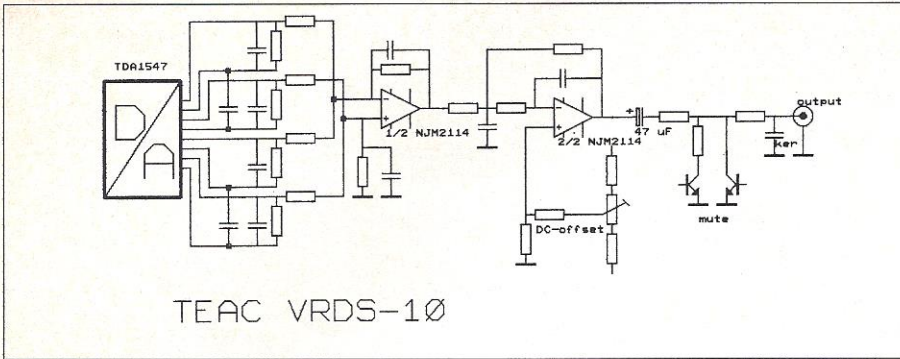 TDA1547
D
A
1/2 NJM2114
2/2 NJM2114
+
47 uF
output
ker
mute
DC-offset
TEAC VRDS-10